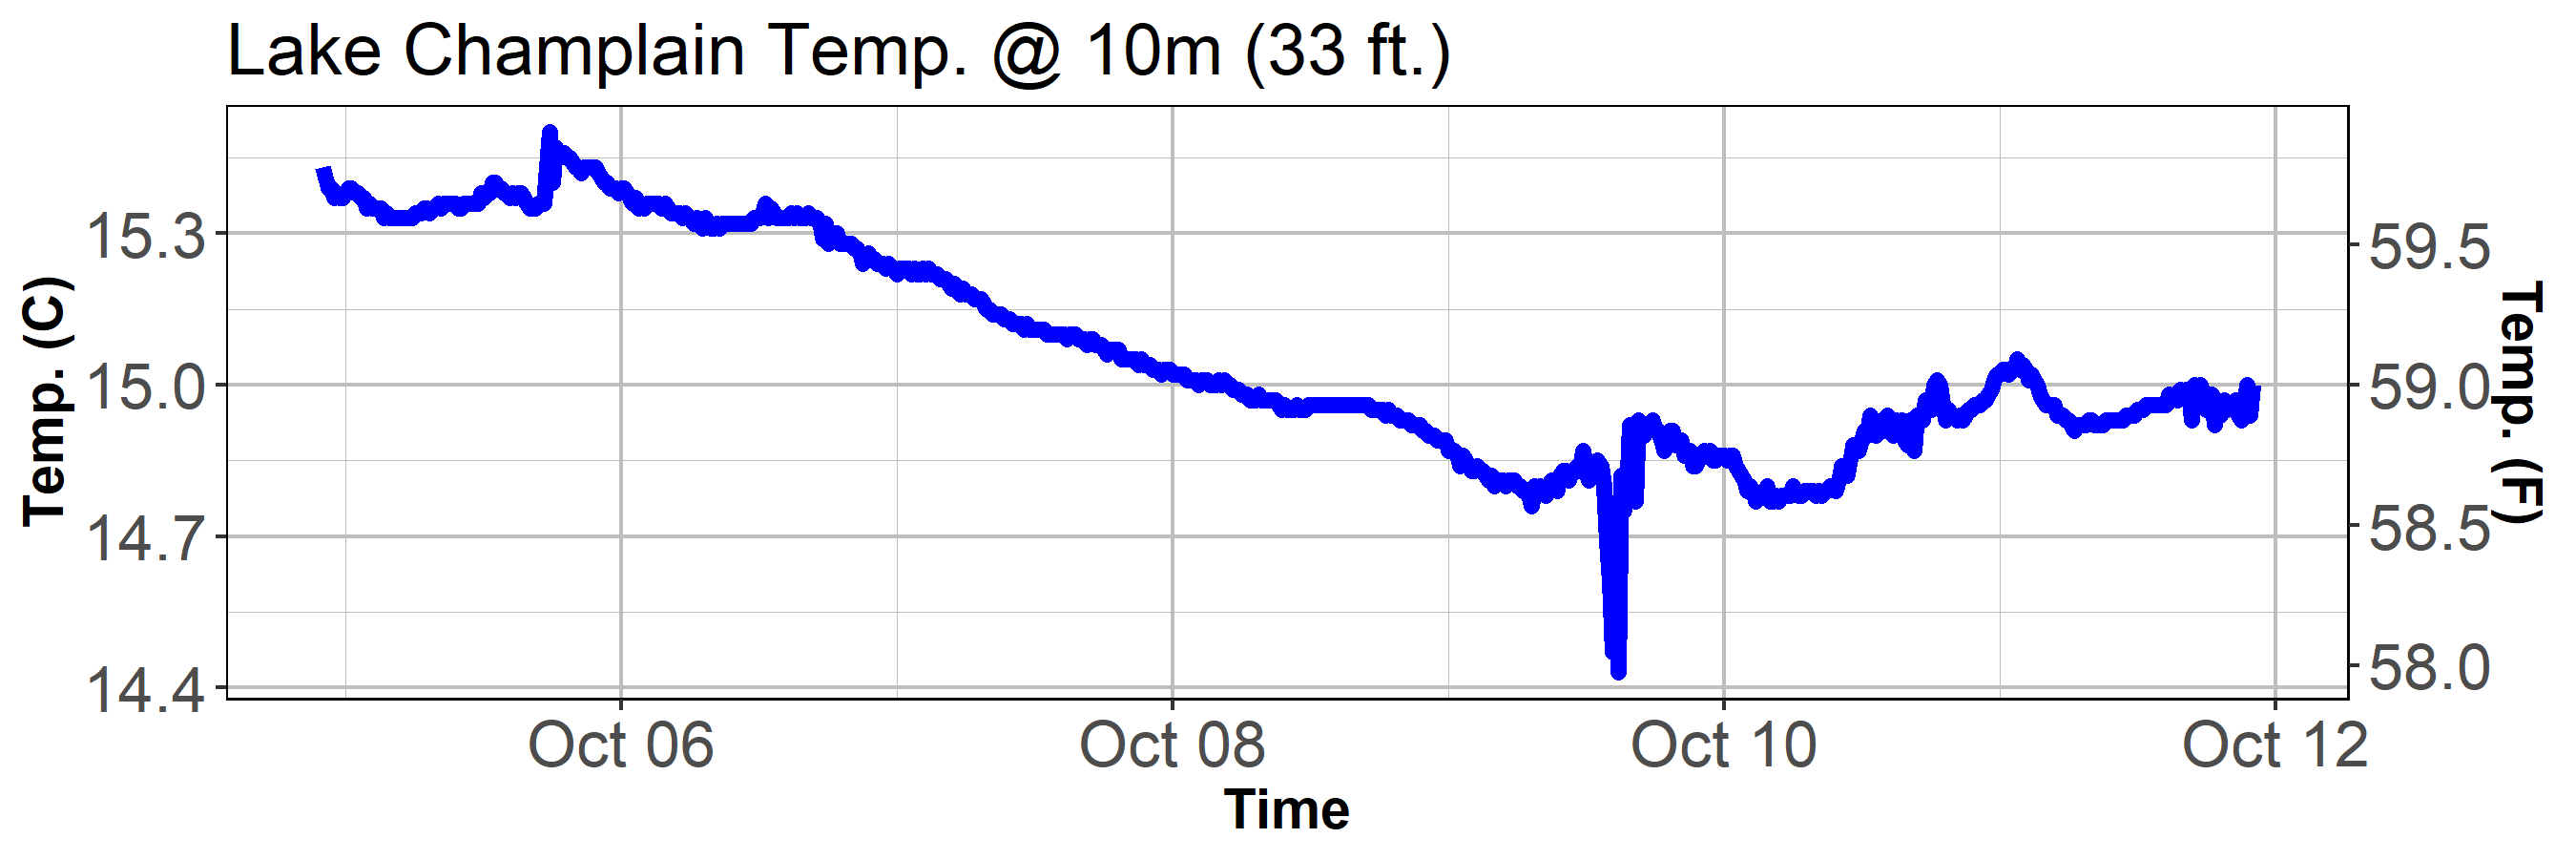 Lake Champlain Temp. @ 10m (33 ft.)
Temp. (C)
15.3
15.0
14.7
14.4
59.5
59.0
58.5
58.0
Temp. (F)
Oct 06
Oct 08
Oct 10
Oct 12
Time